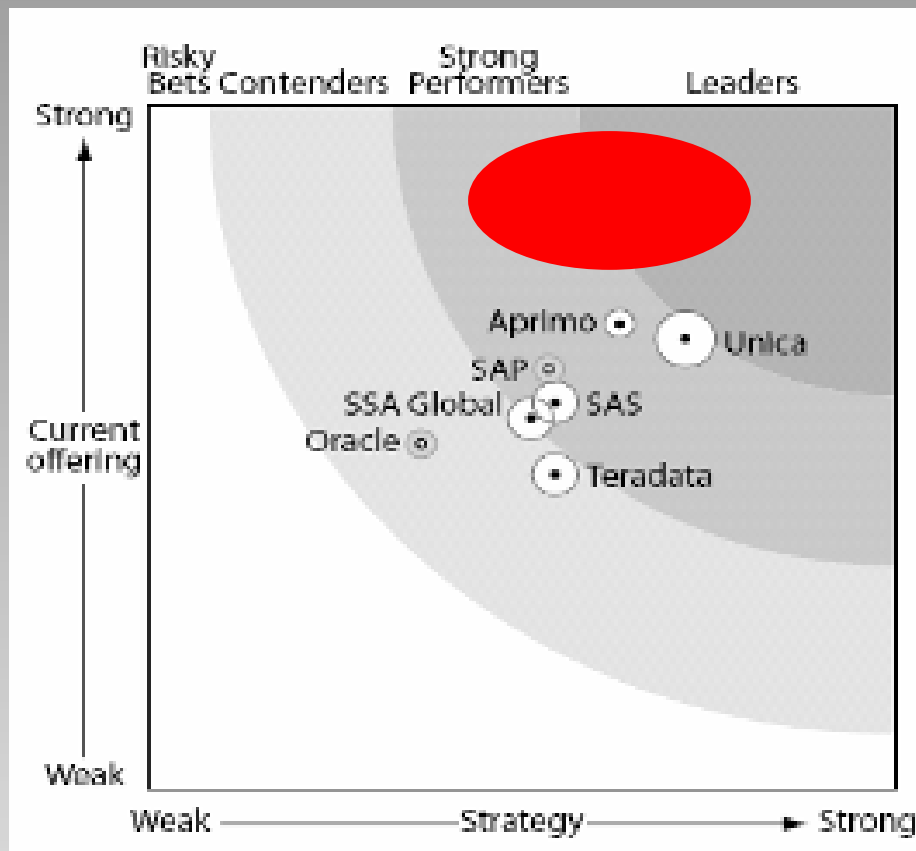 Risky
Bets
Contenders
Strong
Performers
Leaders
Strong
Current
offering
Weak
Aprimo
Unica
SAP
SSA Global
SAS
Oracle
Teradata
Weak
Strategy
Strong